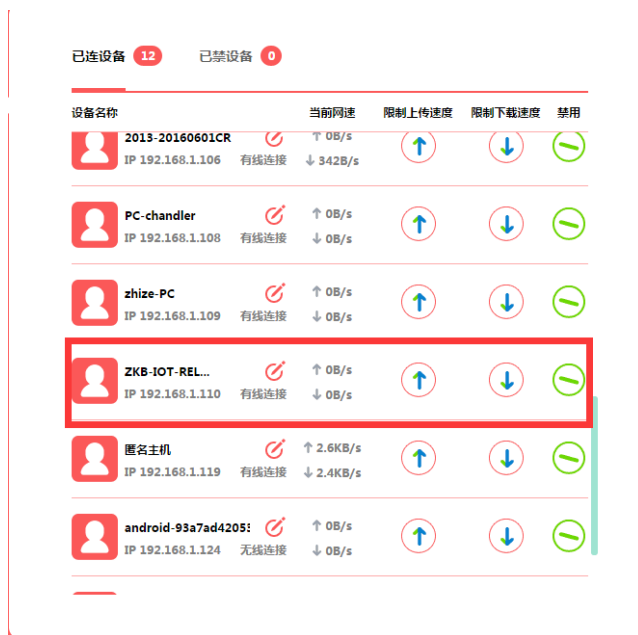 已连设备 12 已禁设备 0
设备名称 当前网速 限制上传速度 限制下载速度 禁用
2013-20160601CR ↑ 0B/s
IP 192.168.1.106 有线连接 ↓ 342B/s
PC-chandler ↑ 0B/s
IP 192.168.1.108 有线连接 ↓ 0B/s
zhize-PC ↑ 0B/s
IP 192.168.1.109 有线连接 ↓ 0B/s
ZKB-IOT-REL... ↑ 0B/s
IP 192.168.1.110 有线连接 ↓ 0B/s
匿名主机 ↑ 2.6KB/s
IP 192.168.1.119 有线连接 ↓ 2.4KB/s
android-93a7ad4205 ↑ 0B/s
IP 192.168.1.124 无线连接 ↓ 0B/s